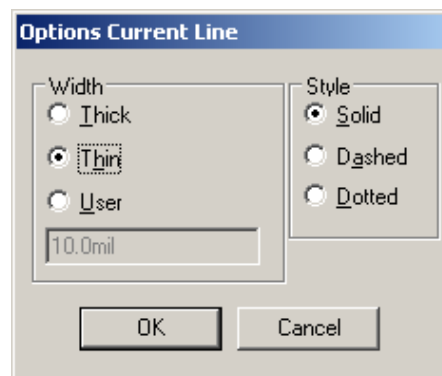 Options Current Line
Width
Thick
Thin
User
10.0mil
Style
Solid
Dashed
Dotted
OK
Cancel